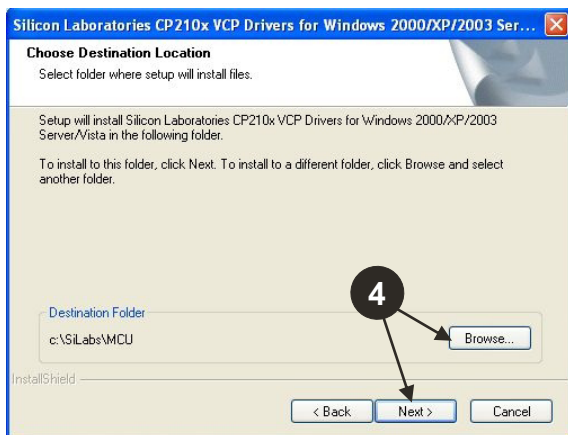 Silicon Laboratories CP210x VCP Drivers for Windows 2000/XP/2003 Ser...
Choose Destination Location
Select folder where setup will install files.
Setup will install Silicon Laboratories CP210x VCP Drivers for Windows 2000/XP/2003
Server/Vista in the following folder.
To install to this folder, click Next. To install to a different folder, click Browse and select
another folder.
4
Destination Folder
c:\SiLabs\MCU
Browse...
InstallShield
< Back
Next >
Cancel